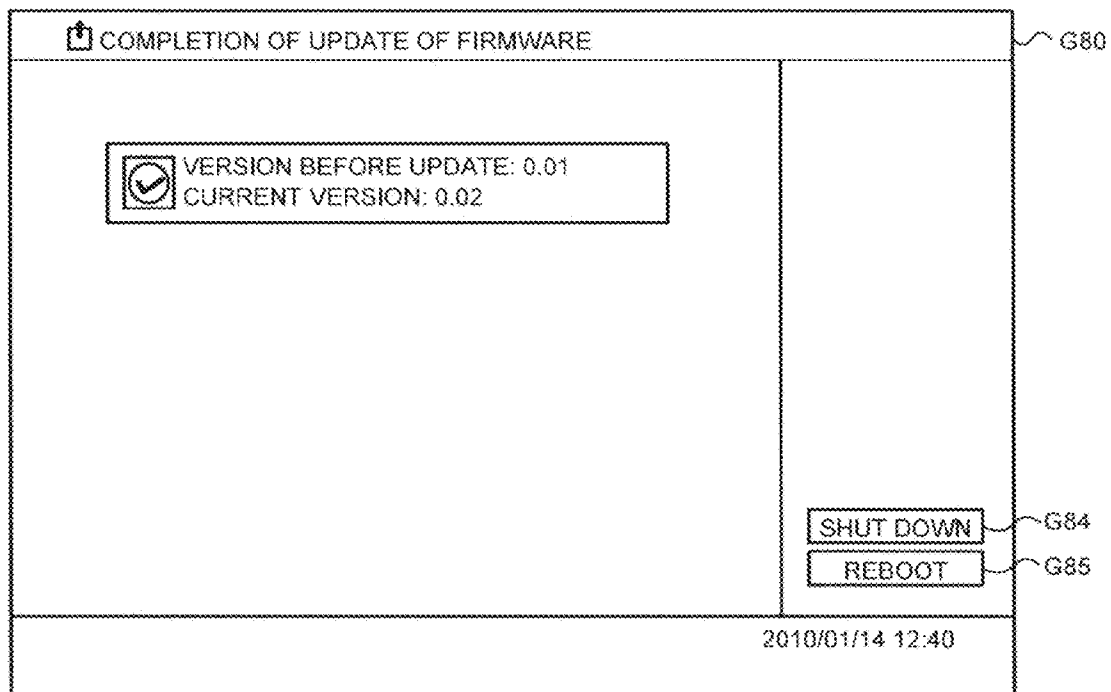 COMPLETION OF UPDATE OF FIRMWARE
G80
VERSION BEFORE UPDATE: 0.01
CURRENT VERSION: 0.02
SHUT DOWN
G84
REBOOT
G85
2010/01/14 12:40